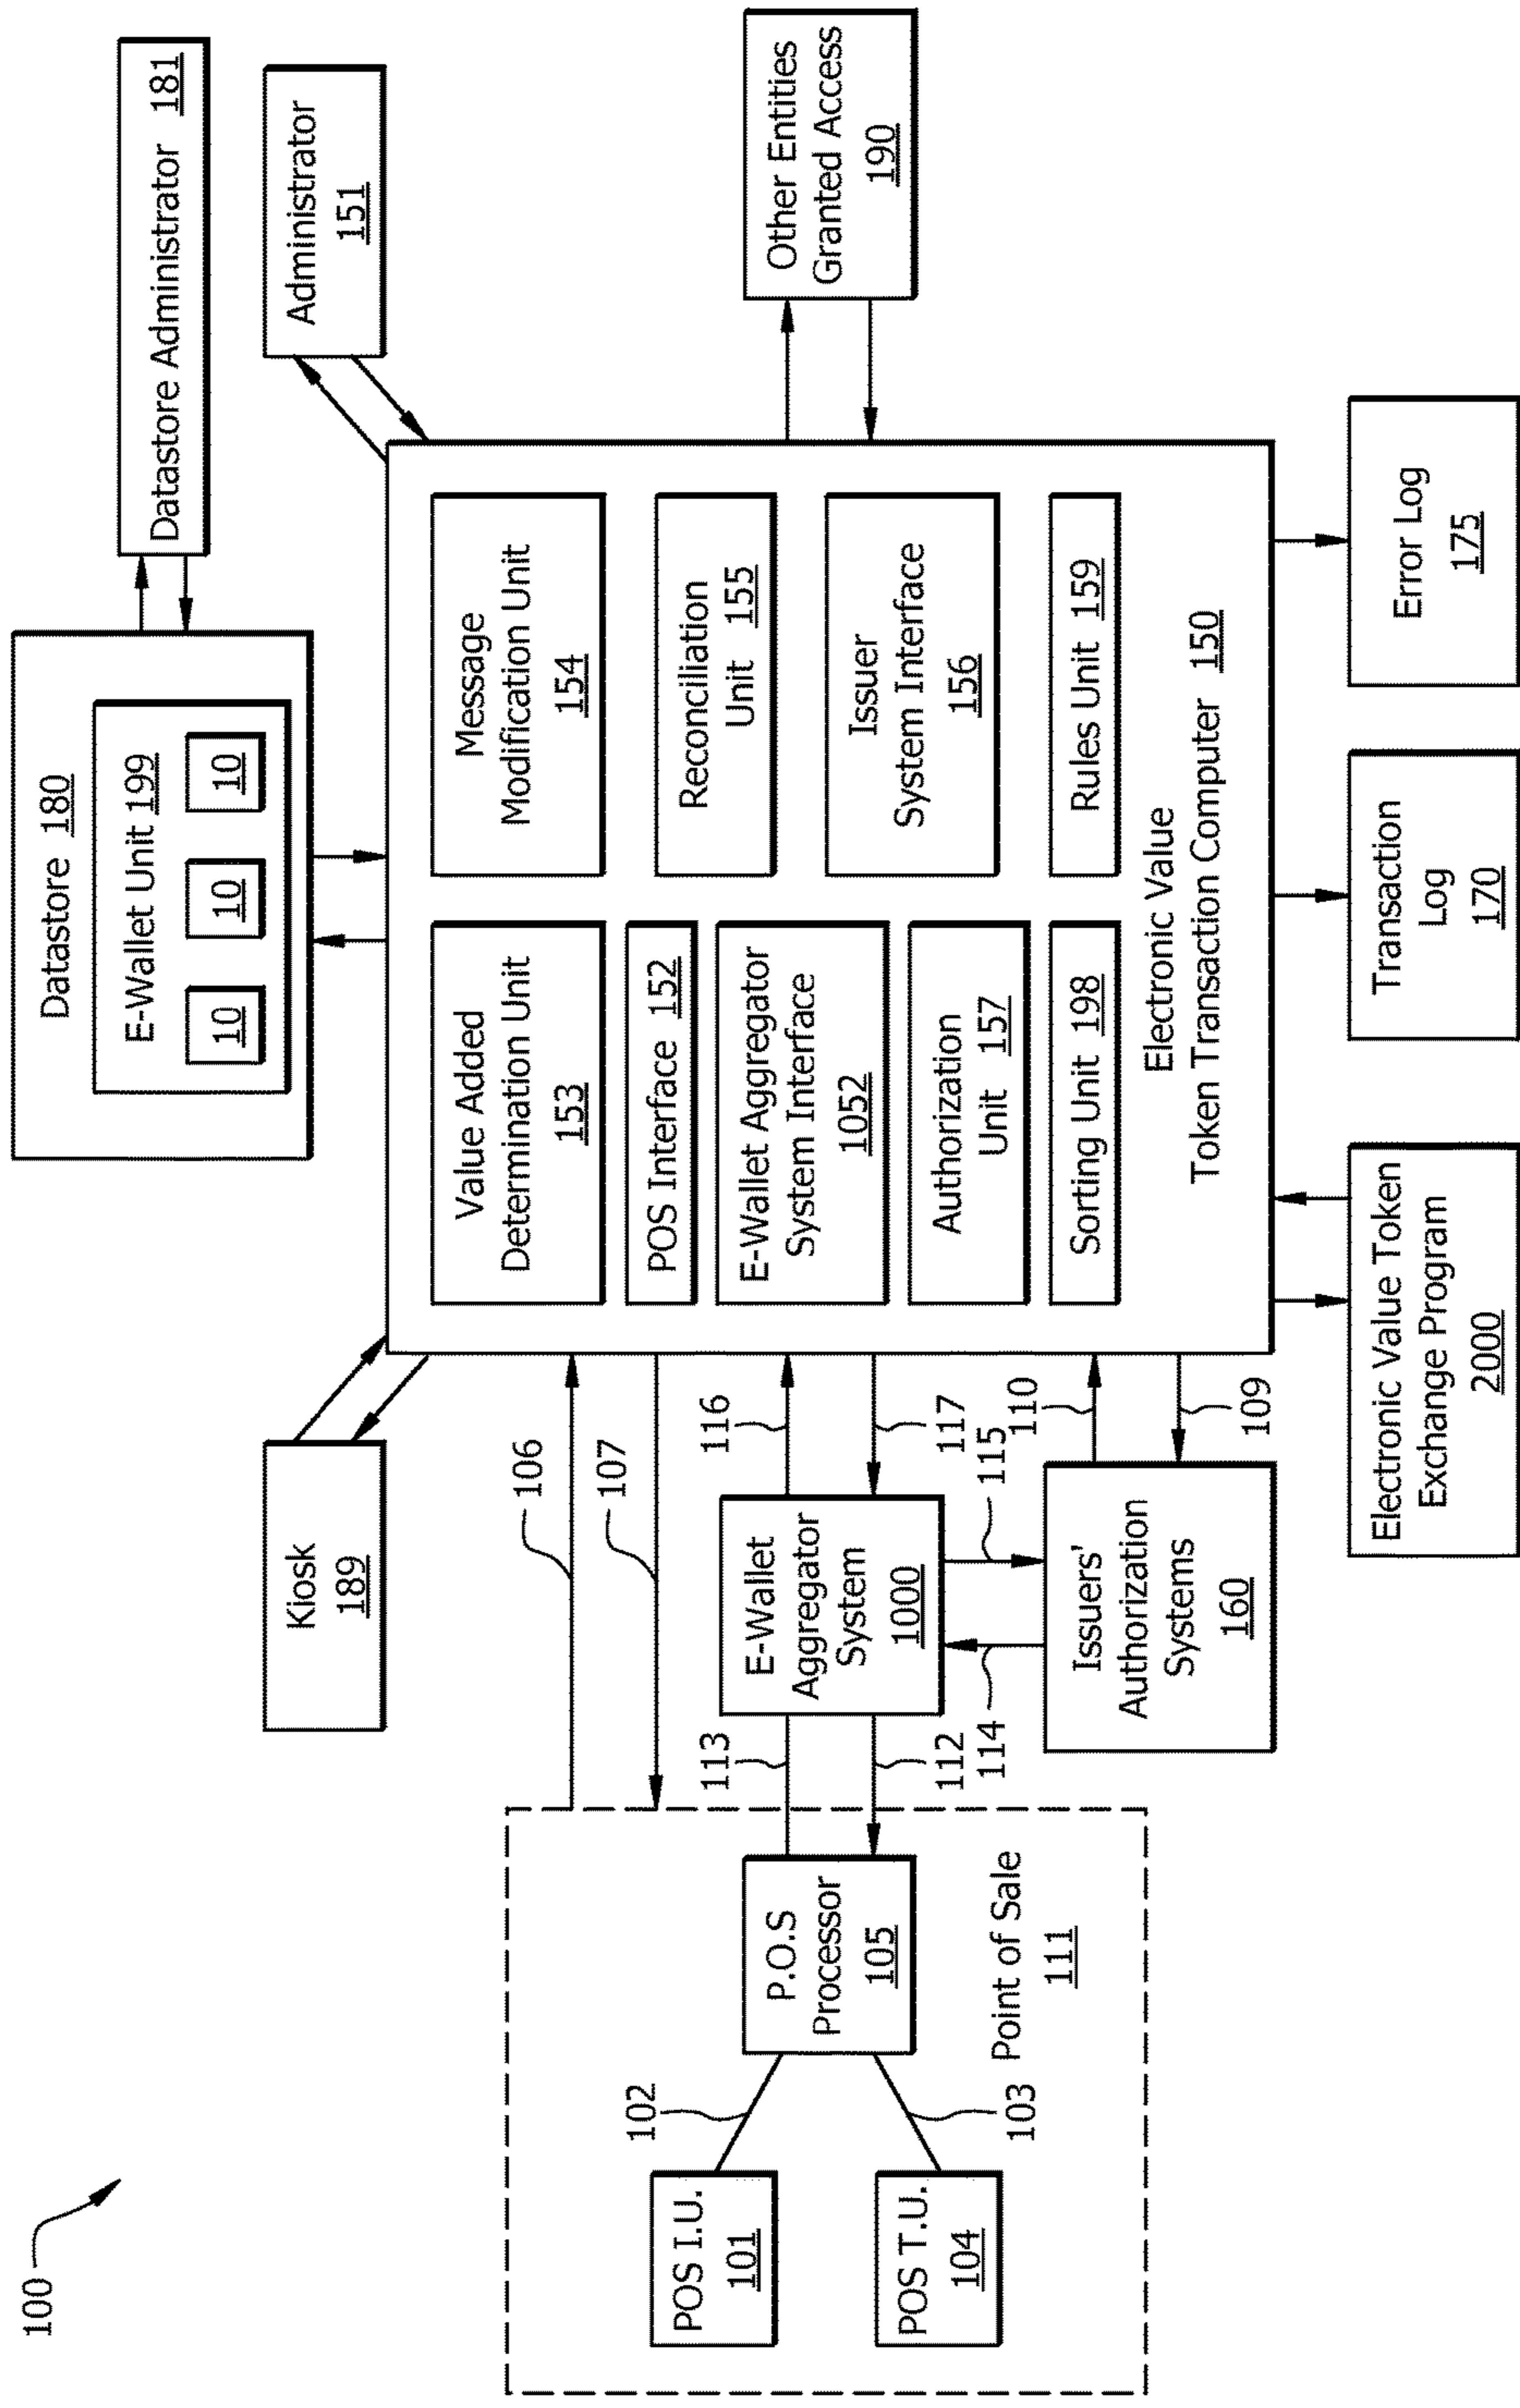 100
Datastore 180
E-Wallet Unit 199
10
10
10
Datastore Administrator 181
Kiosk
189
Administrator
151
106
107
Value Added
Determination Unit
153
POS Interface 152
E-Wallet Aggregator
System Interface
1052
Authorization
Unit 157
Sorting Unit 198
Message
Modification Unit
154
Reconciliation
Unit 155
Issuer
System Interface
156
Rules Unit 159
Electronic Value
Token Transaction Computer 150
Other Entities
Granted Access
190
POS I.U.
101
102
POS T.U.
104
103
P.O.S
Processor
105
Point of Sale
111
113
112
E-Wallet
Aggregator
System
1000
116
117
114
115
Issuers'
Authorization
Systems
160
110
109
Electronic Value Token
Exchange Program
2000
Transaction
Log
170
Error Log
175